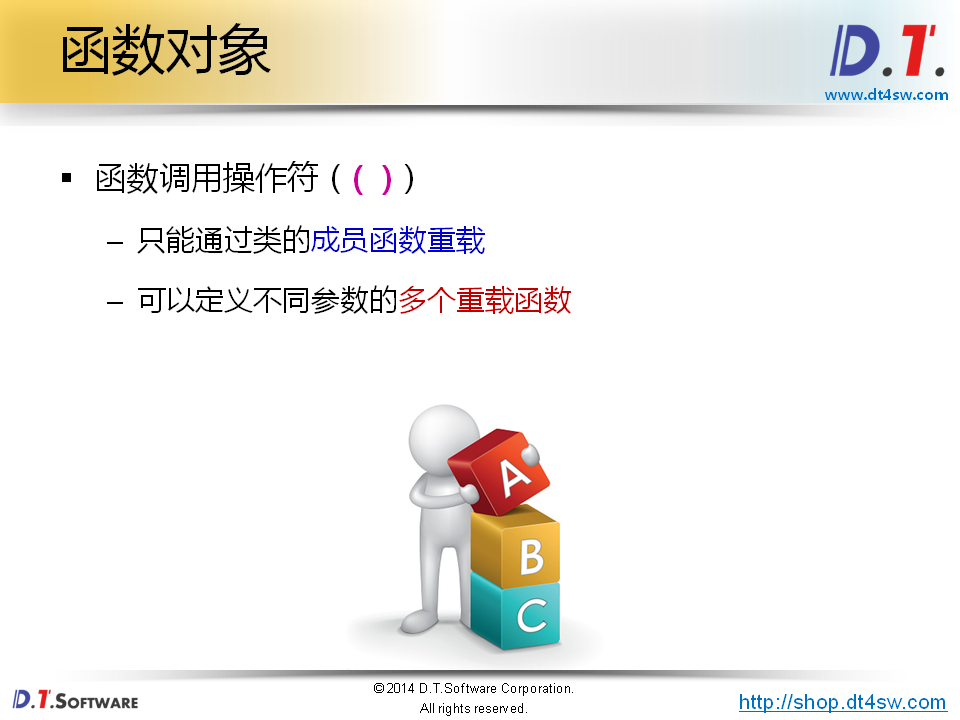 函数对象
D.T.
www.dt4sw.com
▪ 函数调用操作符 ( ( ) )
– 只能通过类的成员函数重载
– 可以定义不同参数的多个重载函数
A
B
C
D.T.SOFTWARE
©2014 D.T.Software Corporation.
All rights reserved.
http://shop.dt4sw.com